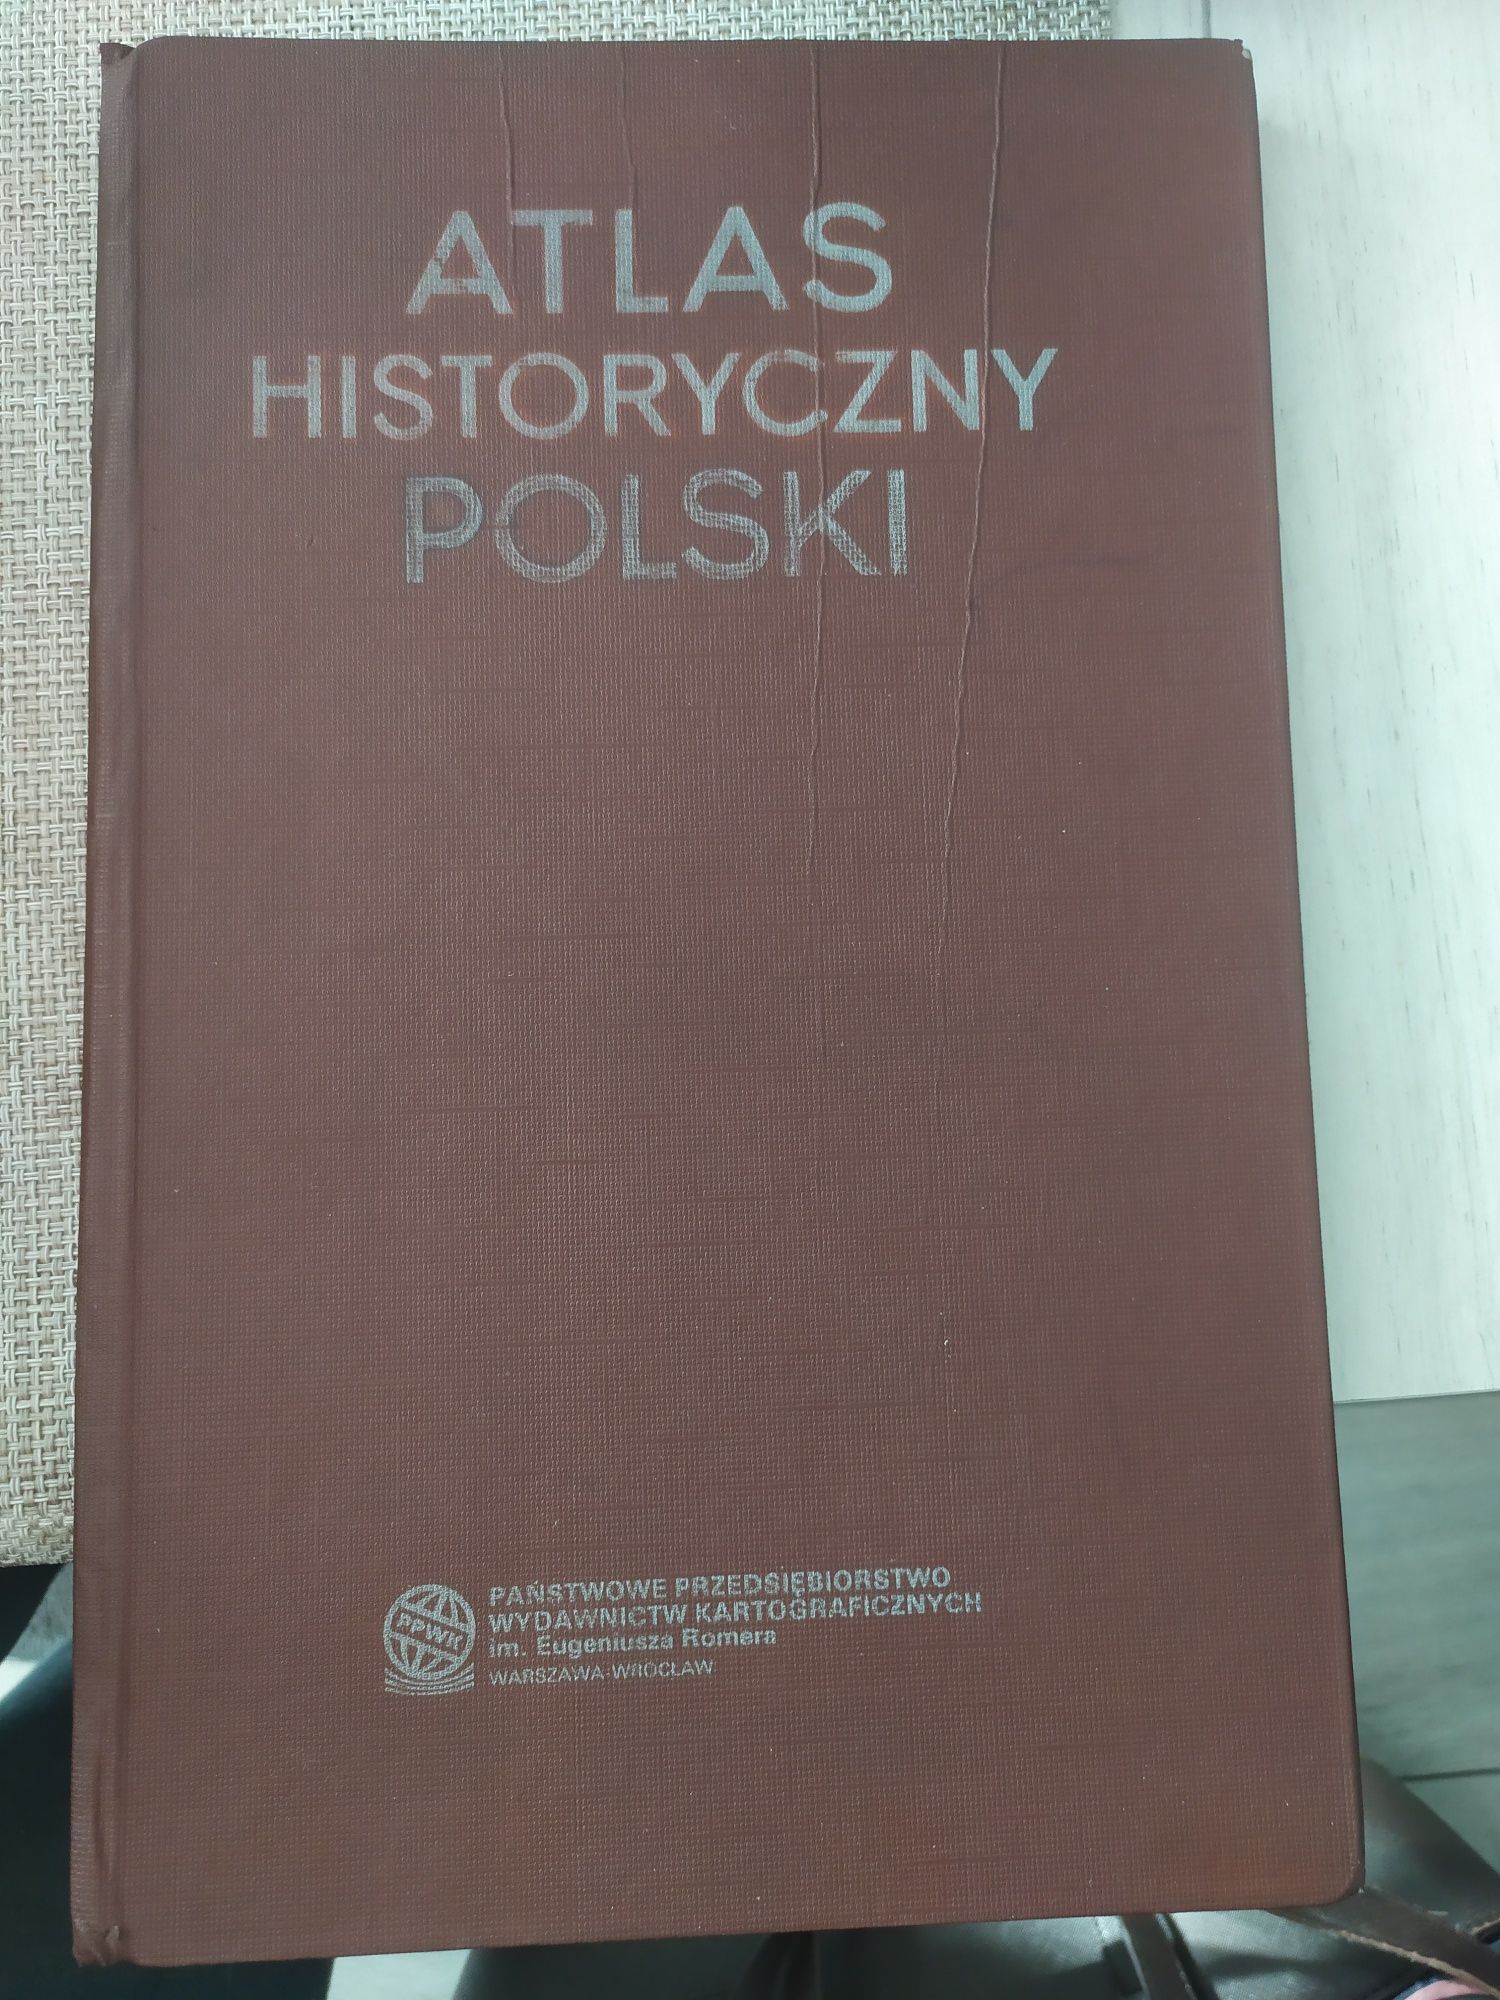 ATLAS
HISTORYCZNY
POLSKI
PPWK
PAŃSTWOWE PRZEDSIĘBIORSTWO
WYDAWNICTW KARTOGRAFICZNYCH
im. Eugeniusza Romera
WARSZAWA-WROCŁAW